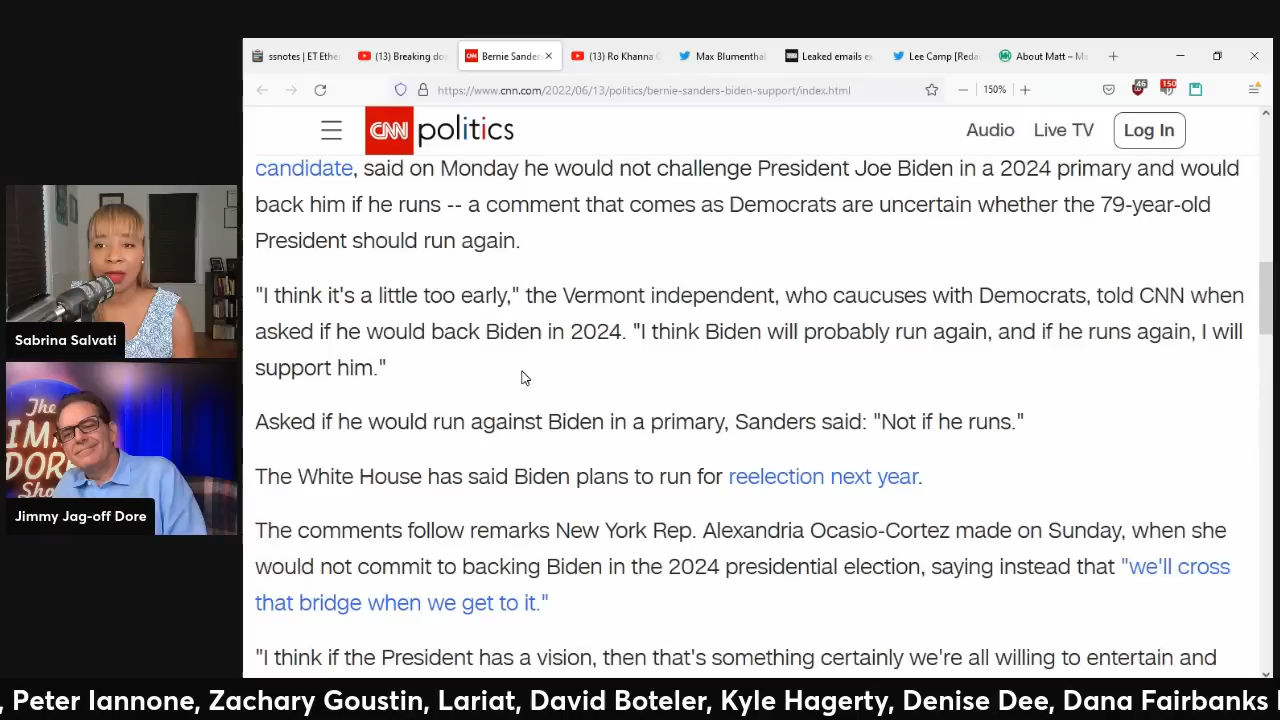 ssnotes | ET Ethe
(13) Breaking do
Bernie Sander
(13) Ro Khanna
Max Blumenthal
Leaked emails e
Lee Camp [Reda
About Matt – M
https://www.cnn.com/2022/06/13/politics/bernie-sanders-biden-support/index.html
150%
46
150
CNN politics
Audio
Live TV
Log In
candidate, said on Monday he would not challenge President Joe Biden in a 2024 primary and would
back him if he runs -- a comment that comes as Democrats are uncertain whether the 79-year-old
President should run again.
"I think it's a little too early," the Vermont independent, who caucuses with Democrats, told CNN when
asked if he would back Biden in 2024. "I think Biden will probably run again, and if he runs again, I will
support him."
Asked if he would run against Biden in a primary, Sanders said: "Not if he runs."
The White House has said Biden plans to run for reelection next year.
The comments follow remarks New York Rep. Alexandria Ocasio-Cortez made on Sunday, when she
would not commit to backing Biden in the 2024 presidential election, saying instead that "we'll cross
that bridge when we get to it."
"I think if the President has a vision, then that's something certainly we're all willing to entertain and
Sabrina Salvati
The
IMM
DORE
Sho
Jimmy Jag-off Dore
, Peter Iannone, Zachary Goustin, Lariat, David Boteler, Kyle Hagerty, Denise Dee, Dana Fairbanks